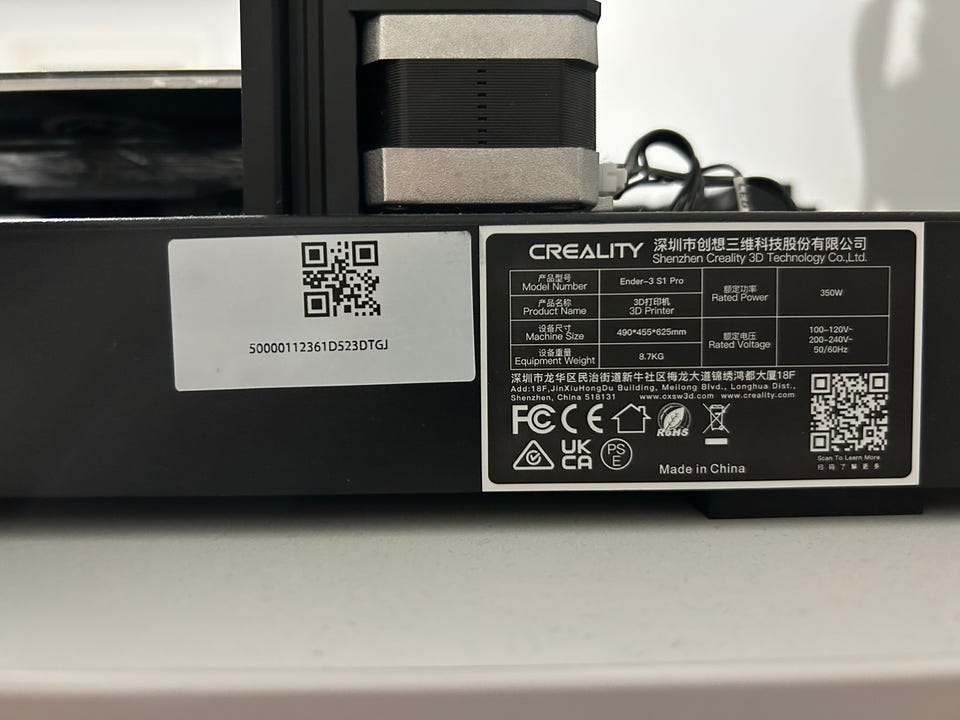 50000112361D523DTGJ
CREALITY 深圳市创想三维科技股份有限公司
Shenzhen Creality 3D Technology Co.,Ltd.
产品型号
Model Number
Ender-3 S1 Pro
产品名称
Product Name
3D打印机
3D Printer
额定功率
Rated Power
350W
设备尺寸
Machine Size
490*455*625mm
设备重量
Equipment Weight
8.7KG
额定电压
Rated Voltage
100-120V~
200-240V~
50/60Hz
深圳市龙华区民治街道新牛社区梅龙大道锦绣鸿都大厦18F
Add:18F,JinXiuHongDu Building, Meilong Blvd., Longhua Dist.,
Shenzhen, China 518131 www.cxsw3d.com www.creality.com
FC CE RoHS
UK
CA
PS
E
Made in China
Scan To Learn More
扫码了解更多